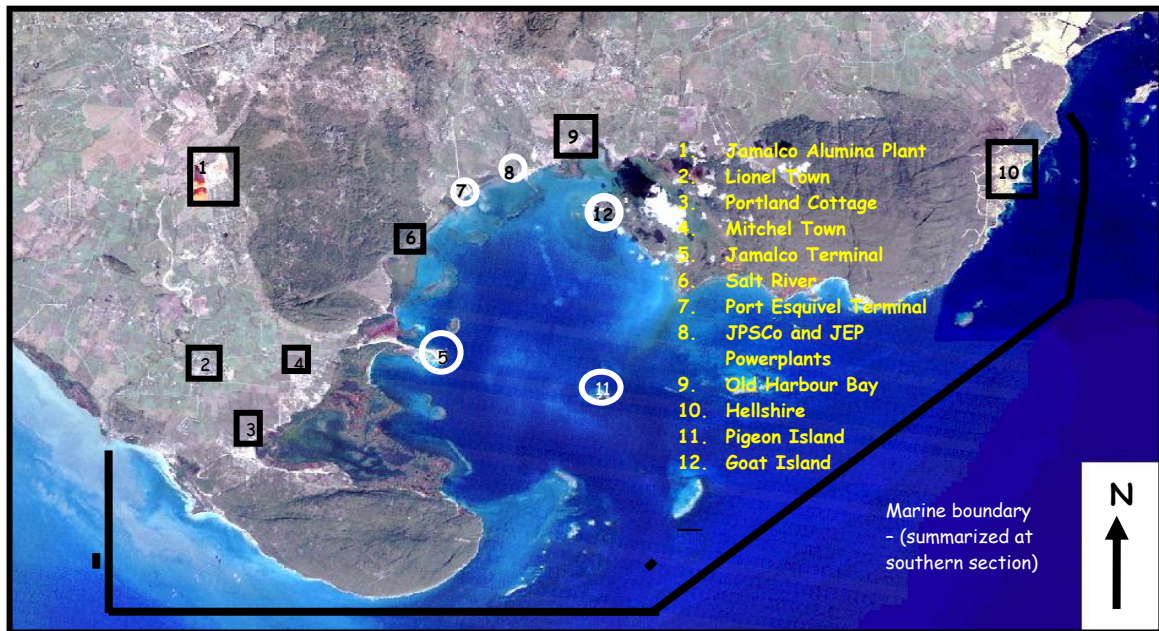 1
2
3
4
5
6
7
8
9
10
11
12
1. Jamalco Alumina Plant
2. Lionel Town
3. Portland Cottage
4. Mitchel Town
5. Jamalco Terminal
6. Salt River
7. Port Esquivel Terminal
8. JPSCo and JEP
Powerplants
9. Old Harbour Bay
10. Hellshire
11. Pigeon Island
12. Goat Island
Marine boundary
– (summarized at
southern section)
N